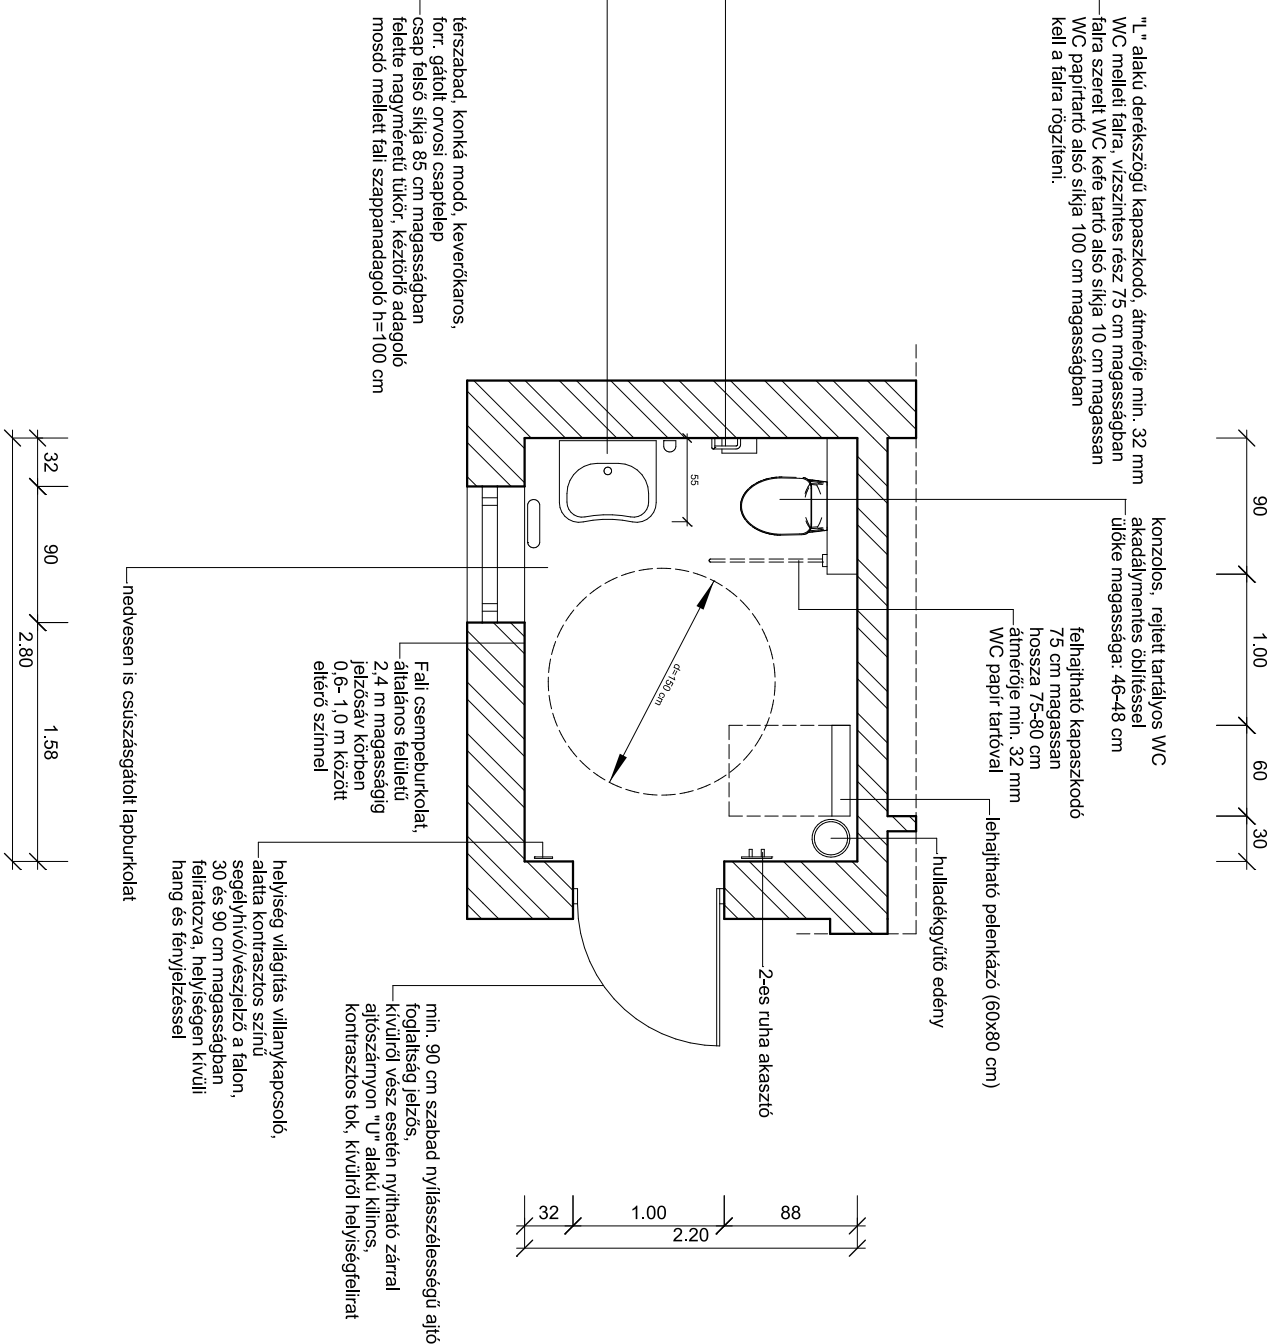 "L" alakú derékszögű kapaszkodó, átmérője min. 32 mm
WC melleti falra, vízszintes rész 75 cm magasságban
falra szerelt WC kefe tartó alsó síkja 10 cm magassan
WC papírtartó alsó síkja 100 cm magasságban
kell a falra rögzíteni.
90
1.00
60
30
konzolos, rejtett tartályos WC
akadálymentes öblítéssel
ülőke magassága: 46-48 cm
felhajtható kapaszkodó
75 cm magassan
hossza 75-80 cm
átmérője min. 32 mm
WC papír tartóval
lehajtható pelenkázó (60x80 cm)
hulladékgyűtő edény
2-es ruha akasztó
55
d=150 cm
térszabad, konká modó, keverőkaros,
forr. gátolt orvosi csaptelep
csap felső síkja 85 cm magasságban
felette nagyméretű tükör, kéztörlő adagoló
mosdó mellett fali szappanadagoló h=100 cm
Fali csempeburkolat,
általános felületű
2,4 m magasságig
jelzősáv körben
0,6- 1,0 m között
eltérő színnel
min. 90 cm szabad nyílásszélességű ajtó
foglaltság jelzős,
kívülről vész esetén nyitható zárral
ajtószárnyon "U" alakú kilincs,
kontrasztos tok, kívülről helyiségfelirat
helyiség világítás villanykapcsoló,
alatta kontrasztos színű
segélyhívó/vészjelző a falon,
30 és 90 cm magasságban
feliratozva, helyiségen kívüli
hang és fényjelzéssel
nedvesen is csúszásgátolt lapburkolat
32
90
1.58
2.80
32
1.00
88
2.20